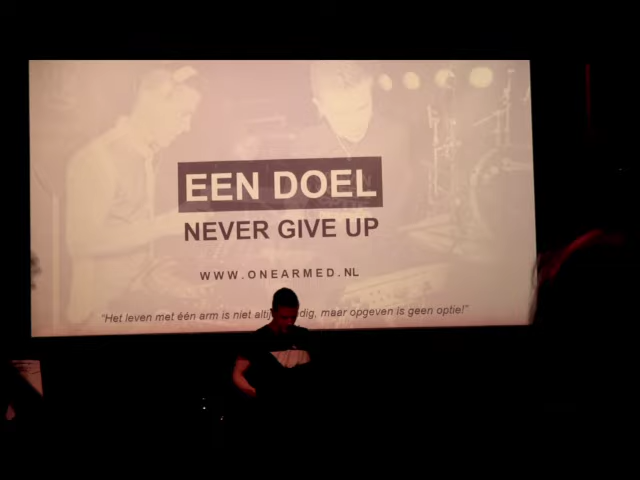 EEN DOEL
NEVER GIVE UP
WWW.ONEARMED.NL
"Het leven met één arm is niet maar opgeven is geen optie!"